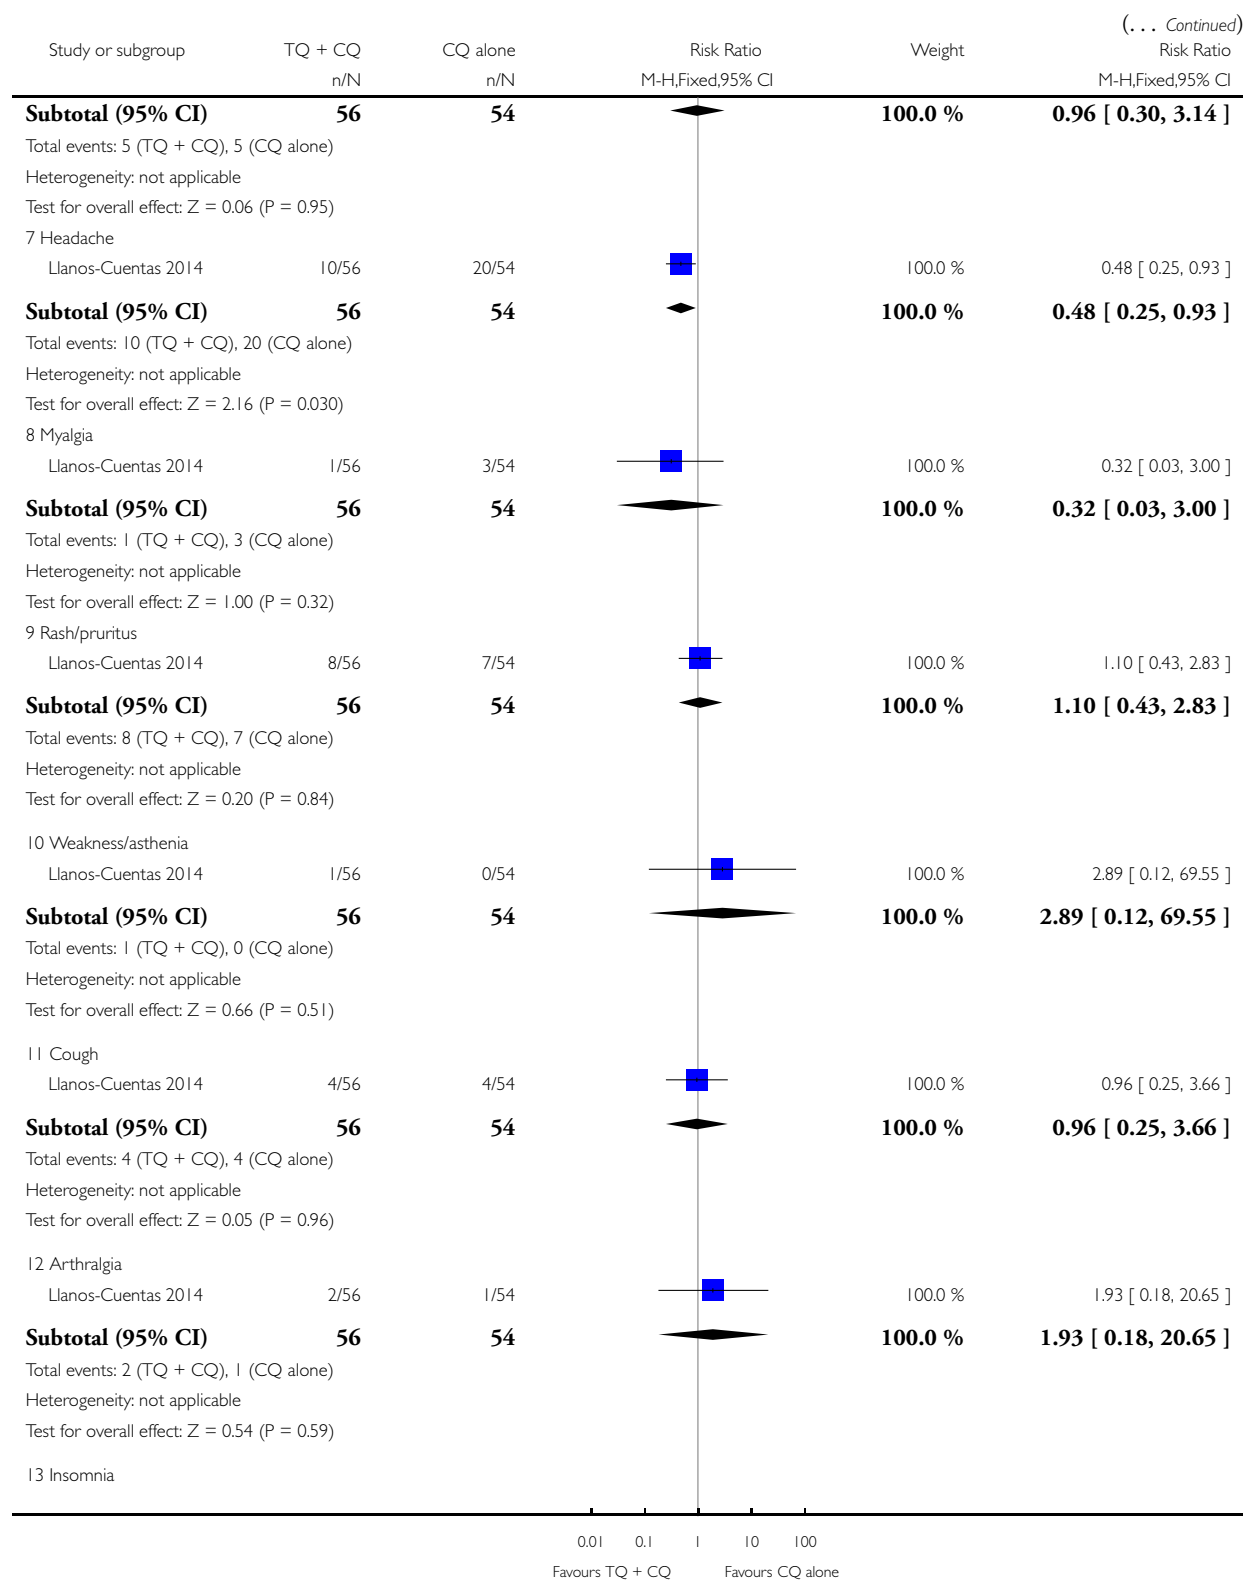 (... Continued)
Study or subgroup TQ + CQ CQ alone Risk Ratio Weight Risk Ratio
n/N n/N M-H,Fixed,95% CI M-H,Fixed,95% CI
Subtotal (95% CI) 56 54 100.0 % 0.96 [ 0.30, 3.14 ]
Total events: 5 (TQ + CQ), 5 (CQ alone)
Heterogeneity: not applicable
Test for overall effect: Z = 0.06 (P = 0.95)
7 Headache
Llanos-Cuentas 2014 10/56 20/54 100.0 % 0.48 [ 0.25, 0.93 ]
Subtotal (95% CI) 56 54 100.0 % 0.48 [ 0.25, 0.93 ]
Total events: 10 (TQ + CQ), 20 (CQ alone)
Heterogeneity: not applicable
Test for overall effect: Z = 2.16 (P = 0.030)
8 Myalgia
Llanos-Cuentas 2014 1/56 3/54 100.0 % 0.32 [ 0.03, 3.00 ]
Subtotal (95% CI) 56 54 100.0 % 0.32 [ 0.03, 3.00 ]
Total events: 1 (TQ + CQ), 3 (CQ alone)
Heterogeneity: not applicable
Test for overall effect: Z = 1.00 (P = 0.32)
9 Rash/pruritus
Llanos-Cuentas 2014 8/56 7/54 100.0 % 1.10 [ 0.43, 2.83 ]
Subtotal (95% CI) 56 54 100.0 % 1.10 [ 0.43, 2.83 ]
Total events: 8 (TQ + CQ), 7 (CQ alone)
Heterogeneity: not applicable
Test for overall effect: Z = 0.20 (P = 0.84)
10 Weakness/asthenia
Llanos-Cuentas 2014 1/56 0/54 100.0 % 2.89 [ 0.12, 69.55 ]
Subtotal (95% CI) 56 54 100.0 % 2.89 [ 0.12, 69.55 ]
Total events: 1 (TQ + CQ), 0 (CQ alone)
Heterogeneity: not applicable
Test for overall effect: Z = 0.66 (P = 0.51)
11 Cough
Llanos-Cuentas 2014 4/56 4/54 100.0 % 0.96 [ 0.25, 3.66 ]
Subtotal (95% CI) 56 54 100.0 % 0.96 [ 0.25, 3.66 ]
Total events: 4 (TQ + CQ), 4 (CQ alone)
Heterogeneity: not applicable
Test for overall effect: Z = 0.05 (P = 0.96)
12 Arthralgia
Llanos-Cuentas 2014 2/56 1/54 100.0 % 1.93 [ 0.18, 20.65 ]
Subtotal (95% CI) 56 54 100.0 % 1.93 [ 0.18, 20.65 ]
Total events: 2 (TQ + CQ), 1 (CQ alone)
Heterogeneity: not applicable
Test for overall effect: Z = 0.54 (P = 0.59)
13 Insomnia
0.01 0.1 1 10 100
Favours TQ + CQ Favours CQ alone